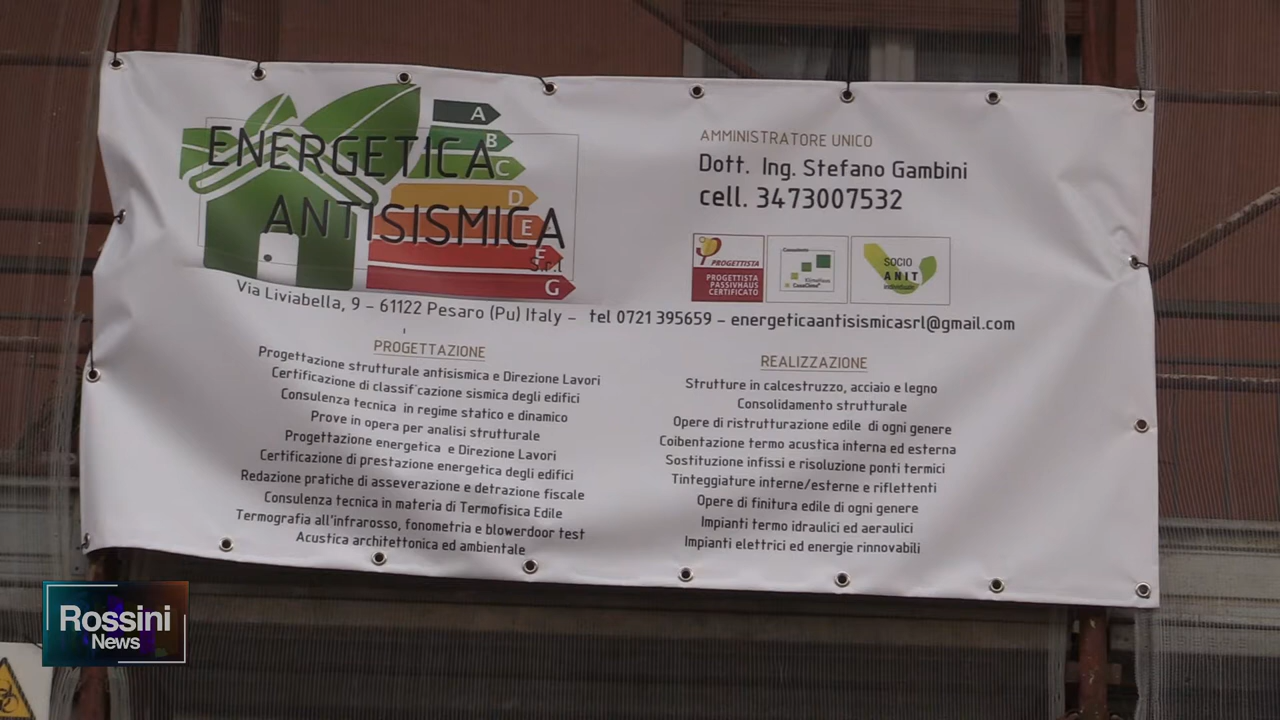 ENERGETICA
ANTISISMICA
S.r.l
A
B
C
D
E
F
G
AMMINISTRATORE UNICO
Dott. Ing. Stefano Gambini
cell. 3473007532
PROGETTISTA
PROGETTISTA
PASSIVHAUS
CERTIFICATO
Consulente
KlimaHaus
CasaClima
SOCIO
ANIT
individuale
Via Liviabella, 9 – 61122 Pesaro (Pu) Italy – tel 0721 395659 – energeticaantisismicasrl@gmail.com
PROGETTAZIONE
Progettazione strutturale antisismica e Direzione Lavori
Certificazione di classificazione sismica degli edifici
Consulenza tecnica in regime statico e dinamico
Prove in opera per analisi strutturale
Progettazione energetica e Direzione Lavori
Certificazione di prestazione energetica degli edifici
Redazione pratiche di asseverazione e detrazione fiscale
Consulenza tecnica in materia di Termofisica Edile
Termografia all'infrarosso, fonometria e blowerdoor test
Acustica architettonica ed ambientale
REALIZZAZIONE
Strutture in calcestruzzo, acciaio e legno
Consolidamento strutturale
Opere di ristrutturazione edile di ogni genere
Coibentazione termo acustica interna ed esterna
Sostituzione infissi e risoluzione ponti termici
Tinteggiature interne/esterne e riflettenti
Opere di finitura edile di ogni genere
Impianti termo idraulici ed aeraulici
Impianti elettrici ed energie rinnovabili
Rossini
News